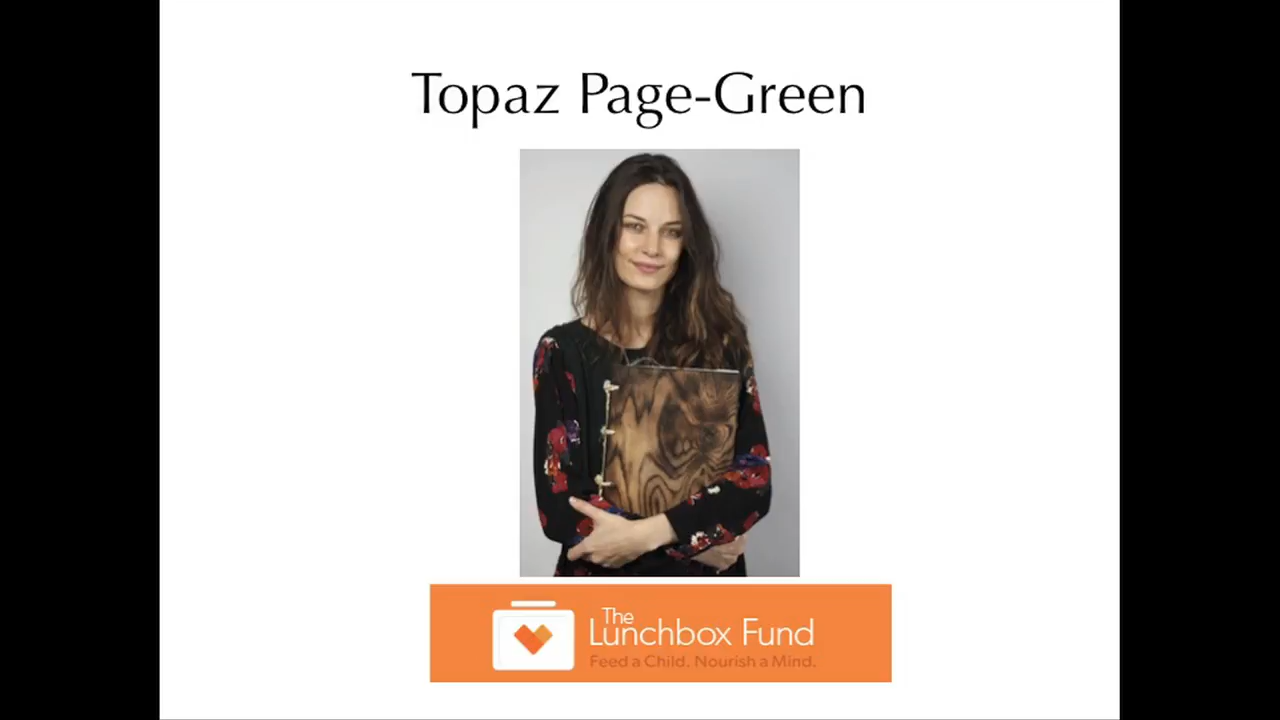 Topaz Page-Green
The
Lunchbox Fund
Feed a Child. Nourish a Mind.